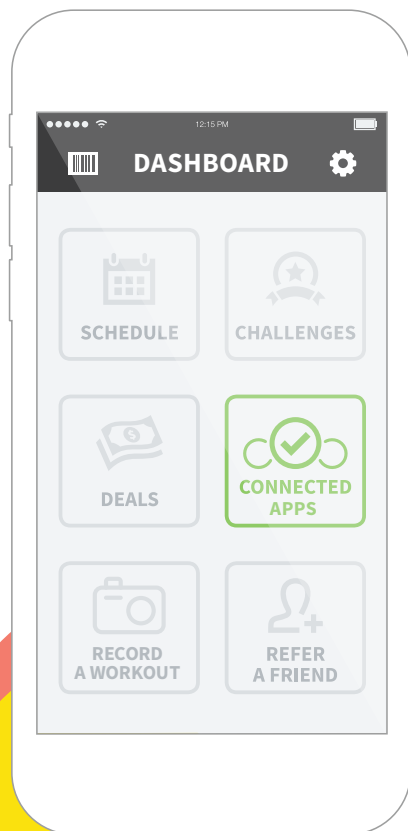 12:15 PM
DASHBOARD
SCHEDULE
CHALLENGES
DEALS
CONNECTED
APPS
RECORD
A WORKOUT
REFER
A FRIEND